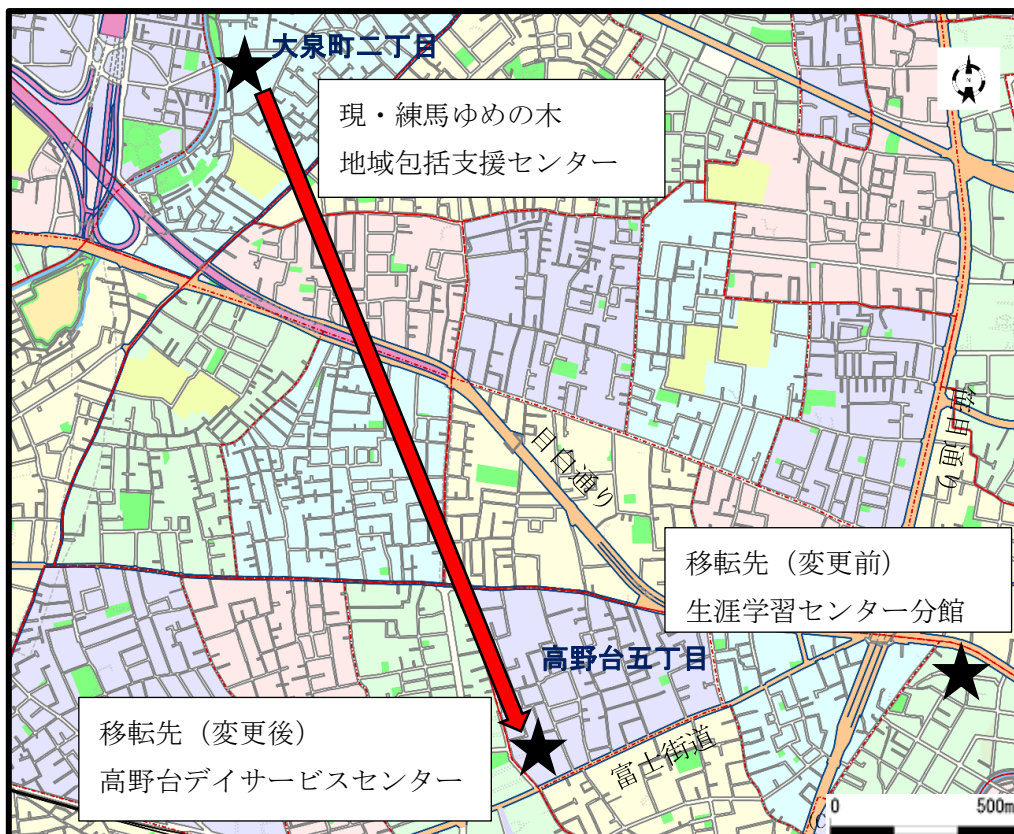 大泉町二丁目
N
現・練馬ゆめの木
地域包括支援センター
目白通り
笹目通り
移転先（変更前）
生涯学習センター分館
高野台五丁目
移転先（変更後）
高野台デイサービスセンター
富士街道
0 500m